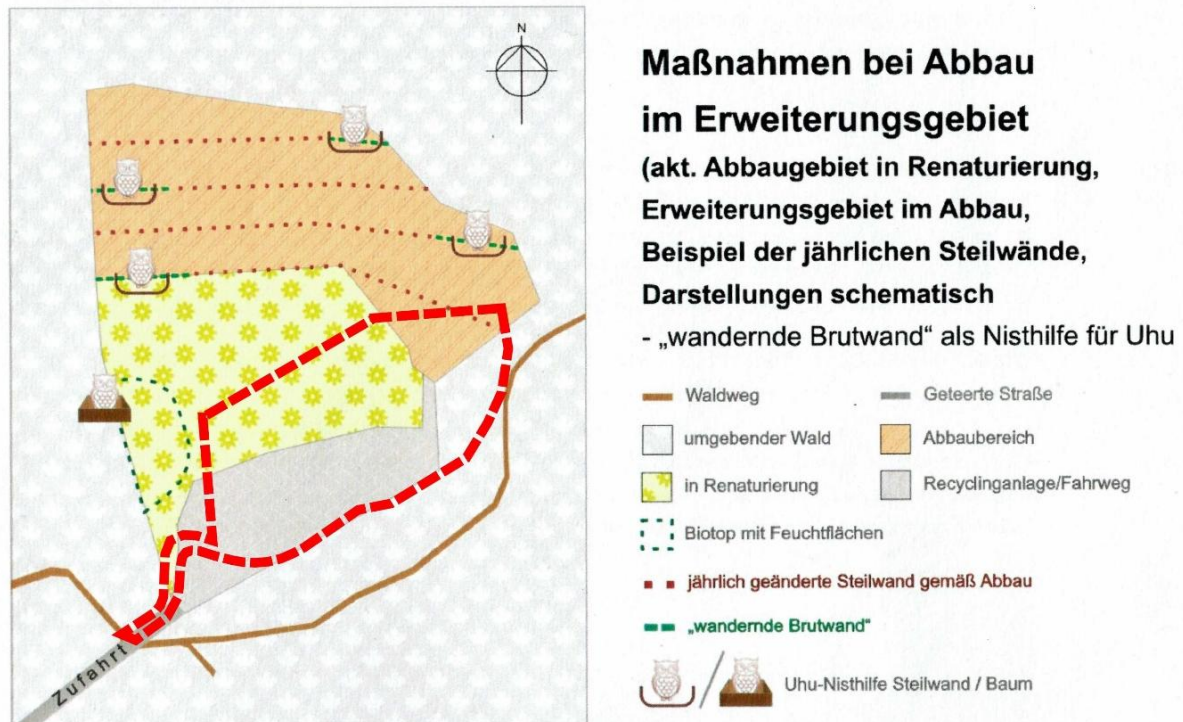 N
Zufahrt
Maßnahmen bei Abbau
im Erweiterungsgebiet
(akt. Abbaugebiet in Renaturierung,
Erweiterungsgebiet im Abbau,
Beispiel der jährlichen Steilwände,
Darstellungen schematisch
- „wandernde Brutwand“ als Nisthilfe für Uhu
Waldweg
Geteerte Straße
umgebender Wald
Abbaubereich
in Renaturierung
Recyclinganlage/Fahrweg
Biotop mit Feuchtflächen
jährlich geänderte Steilwand gemäß Abbau
„wandernde Brutwand“
Uhu-Nisthilfe Steilwand / Baum